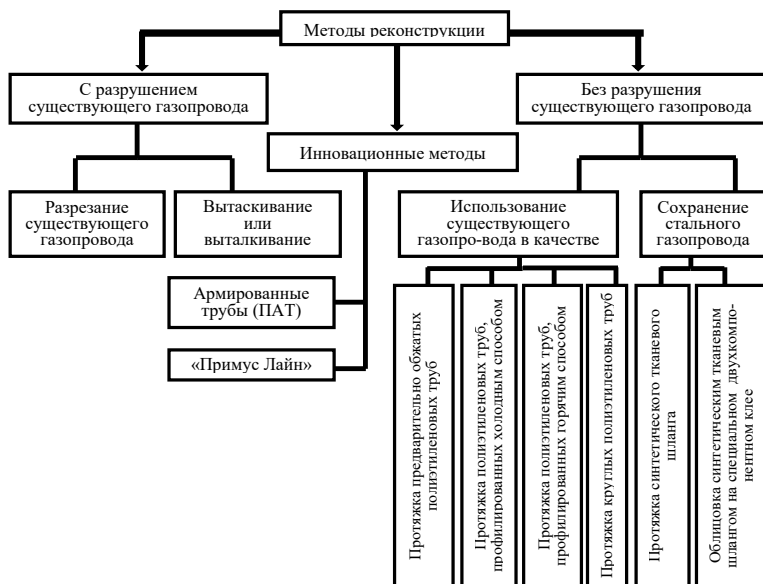 Методы реконструкции
С разрушением
существующего газопровода
Без разрушения
существующего газопровода
Инновационные методы
Разрезание
существующего
газопровода
Вытаскивание
или
выталкивание
Использование
существующего
газопро-вода в качестве
Сохранение
стального
газопровода
Армированные
трубы (ПАТ)
«Примус Лайн»
Протяжка предварительно обжатых
полиэтиленовых труб
Протяжка полиэтиленовых труб,
профилированных холодным способом
Протяжка полиэтиленовых труб,
профилированных горячим способом
Протяжка круглых полиэтиленовых труб
Протяжка синтетического тканевого
шланга
Облицовка синтетическим тканевым
шлангом на специальном двухкомпо-
нентном клее